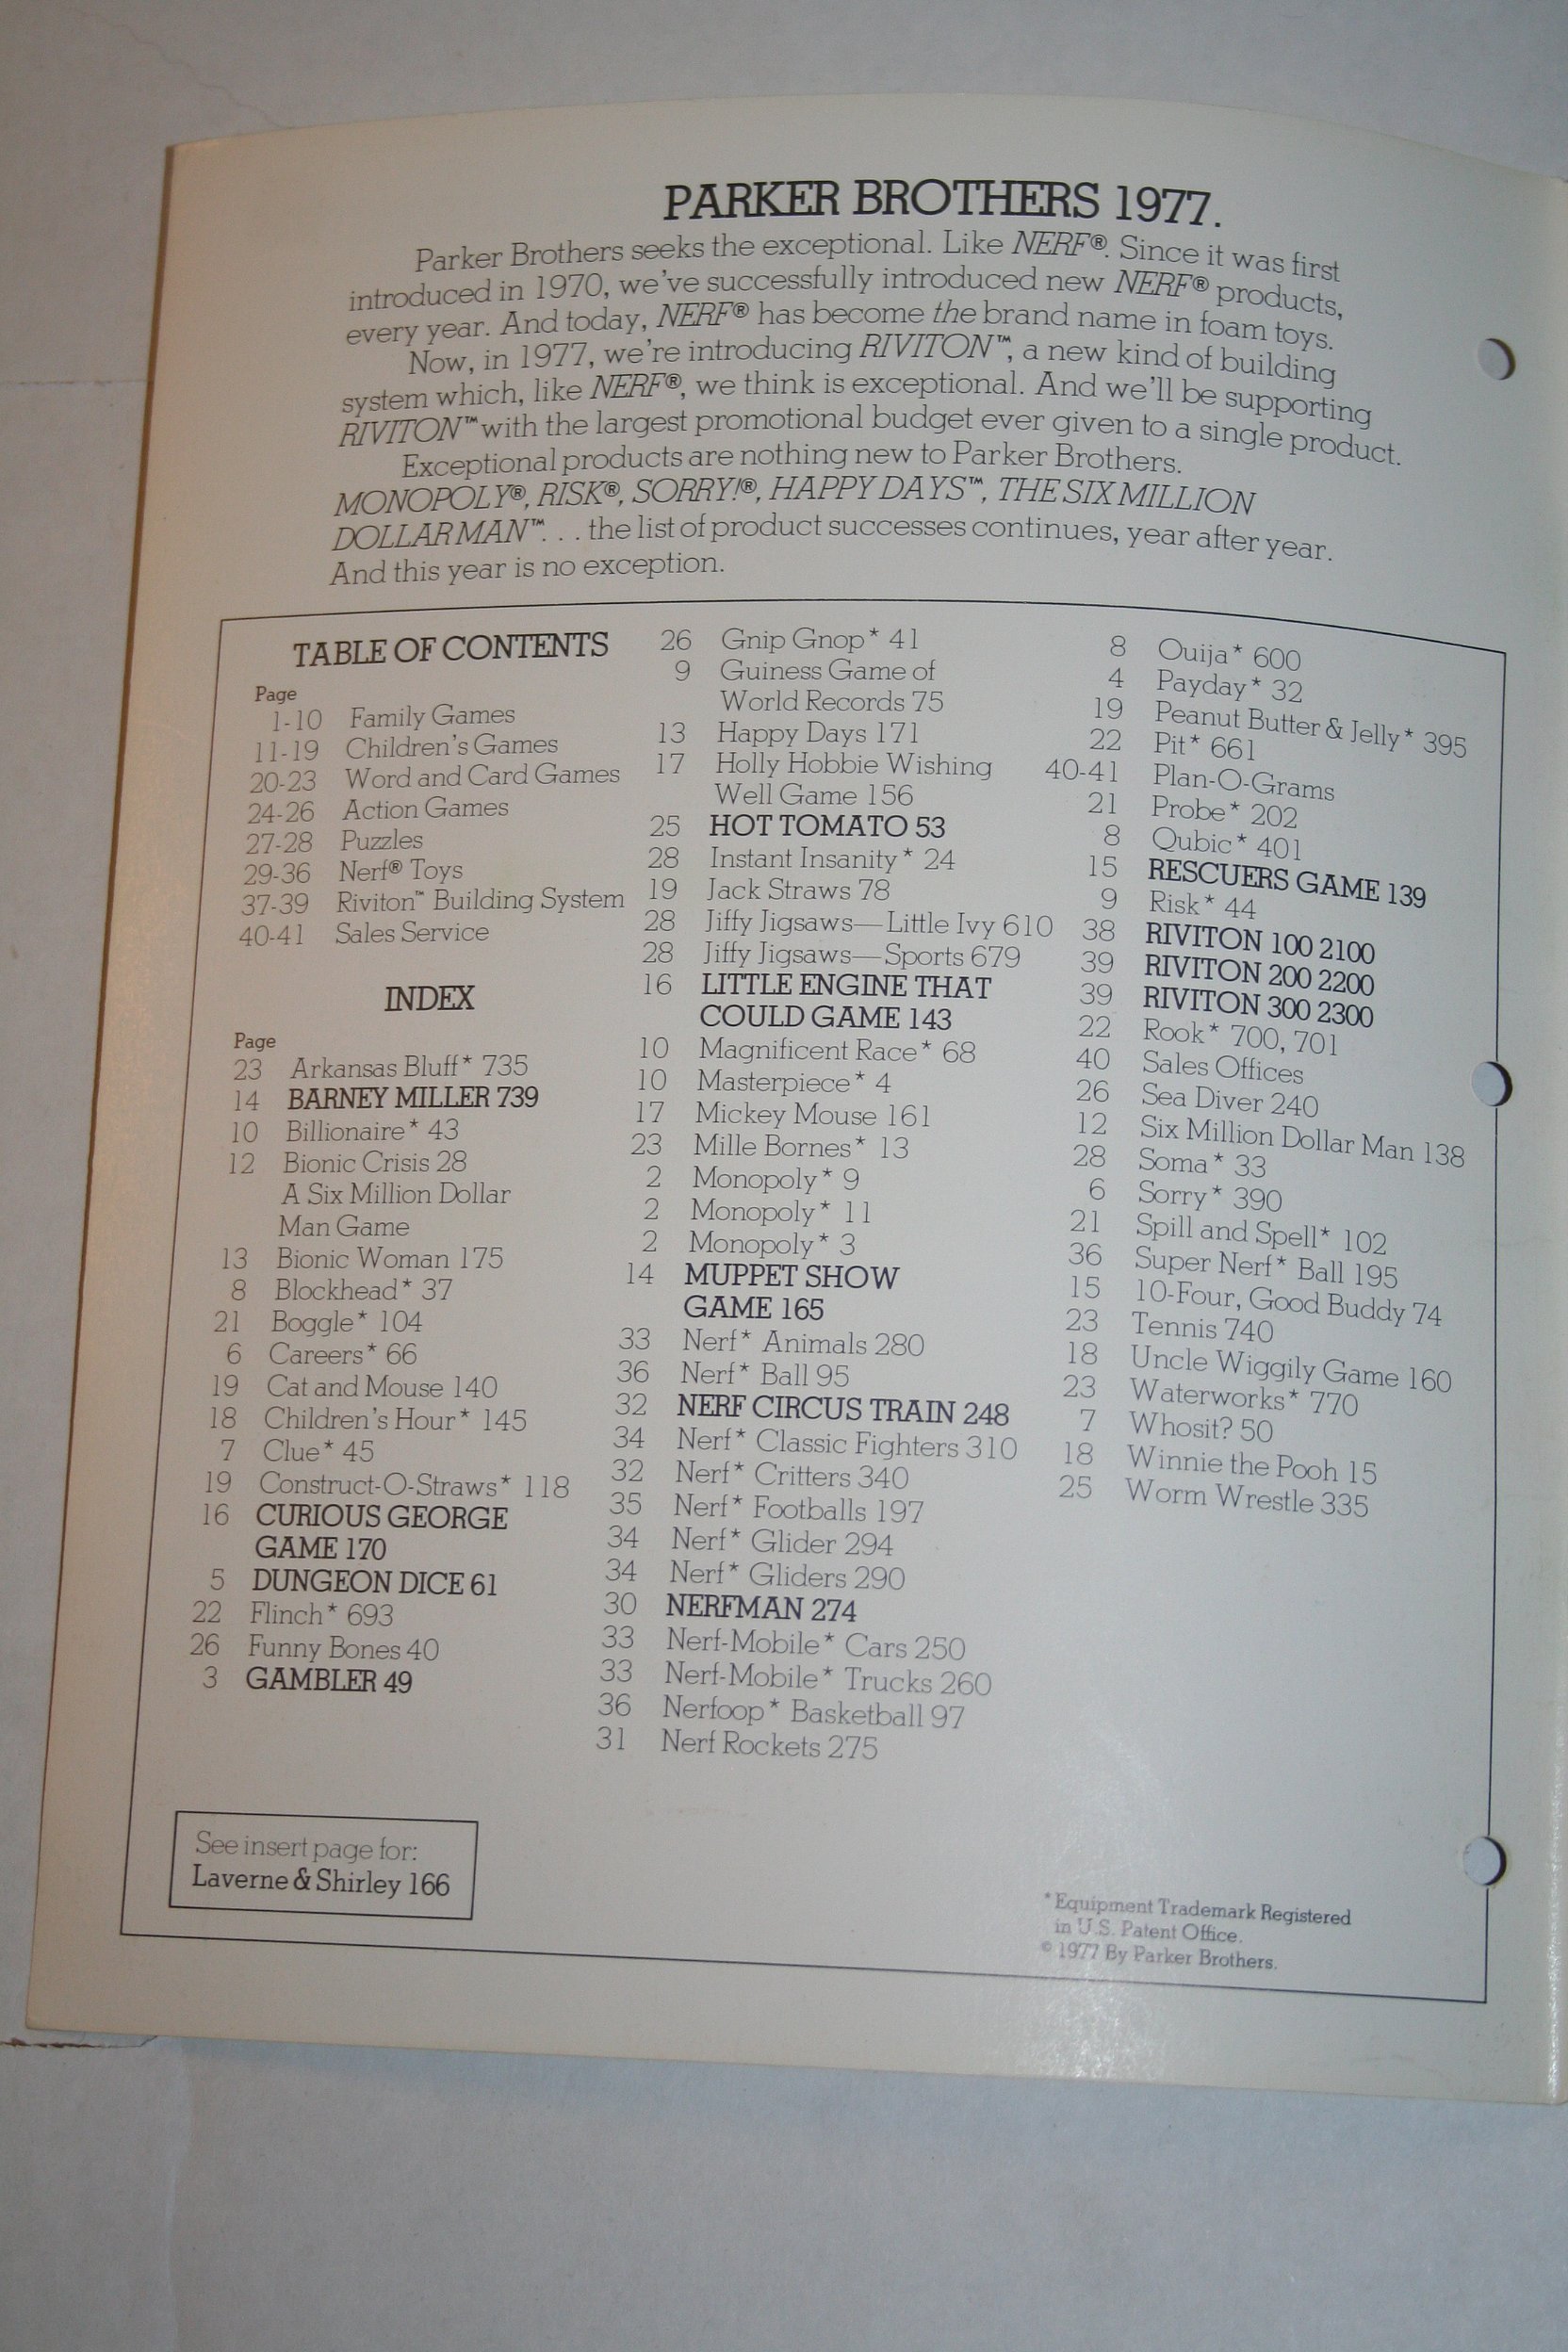 PARKER BROTHERS 1977.
Parker Brothers seeks the exceptional. Like NERF®. Since it was first
introduced in 1970, we've successfully introduced new NERF® products,
every year. And today, NERF® has become the brand name in foam toys.
Now, in 1977, we're introducing RIVITON™, a new kind of building
system which, like NERF®, we think is exceptional. And we'll be supporting
RIVITON™ with the largest promotional budget ever given to a single product.
Exceptional products are nothing new to Parker Brothers.
MONOPOLY®, RISK®, SORRY!®, HAPPY DAYS™, THE SIX MILLION
DOLLAR MAN™. . . the list of product successes continues, year after year.
And this year is no exception.
TABLE OF CONTENTS
Page
1-10 Family Games
11-19 Children's Games
20-23 Word and Card Games
24-26 Action Games
27-28 Puzzles
29-36 Nerf® Toys
37-39 Riviton™ Building System
40-41 Sales Service
INDEX
Page
23 Arkansas Bluff* 735
14 BARNEY MILLER 739
10 Billionaire* 43
12 Bionic Crisis 28
A Six Million Dollar
Man Game
13 Bionic Woman 175
8 Blockhead* 37
21 Boggle* 104
6 Careers* 66
19 Cat and Mouse 140
18 Children's Hour* 145
7 Clue* 45
19 Construct-O-Straws* 118
16 CURIOUS GEORGE
GAME 170
5 DUNGEON DICE 61
22 Flinch* 693
26 Funny Bones 40
3 GAMBLER 49
26 Gnip Gnop* 41
9 Guiness Game of
World Records 75
13 Happy Days 171
17 Holly Hobbie Wishing
Well Game 156
25 HOT TOMATO 53
28 Instant Insanity* 24
19 Jack Straws 78
28 Jiffy Jigsaws—Little Ivy 610
28 Jiffy Jigsaws—Sports 679
16 LITTLE ENGINE THAT
COULD GAME 143
10 Magnificent Race* 68
10 Masterpiece* 4
17 Mickey Mouse 161
23 Mille Bornes* 13
2 Monopoly* 9
2 Monopoly* 11
2 Monopoly* 3
14 MUPPET SHOW
GAME 165
33 Nerf* Animals 280
36 Nerf* Ball 95
32 NERF CIRCUS TRAIN 248
34 Nerf* Classic Fighters 310
32 Nerf* Critters 340
35 Nerf* Footballs 197
34 Nerf* Glider 294
34 Nerf* Gliders 290
30 NERFMAN 274
33 Nerf-Mobile* Cars 250
33 Nerf-Mobile* Trucks 260
36 Nerfoop* Basketball 97
31 Nerf Rockets 275
8 Ouija* 600
4 Payday* 32
19 Peanut Butter & Jelly* 395
22 Pit* 661
40-41 Plan-O-Grams
21 Probe* 202
8 Qubic* 401
15 RESCUERS GAME 139
9 Risk* 44
38 RIVITON 100 2100
39 RIVITON 200 2200
39 RIVITON 300 2300
22 Rook* 700, 701
40 Sales Offices
26 Sea Diver 240
12 Six Million Dollar Man 138
28 Soma* 33
6 Sorry* 390
21 Spill and Spell* 102
36 Super Nerf* Ball 195
15 10-Four, Good Buddy 74
23 Tennis 740
18 Uncle Wiggily Game 160
23 Waterworks* 770
7 Whosit? 50
18 Winnie the Pooh 15
25 Worm Wrestle 335
See insert page for:
Laverne & Shirley 166
*Equipment Trademark Registered
in U.S. Patent Office.
© 1977 By Parker Brothers.